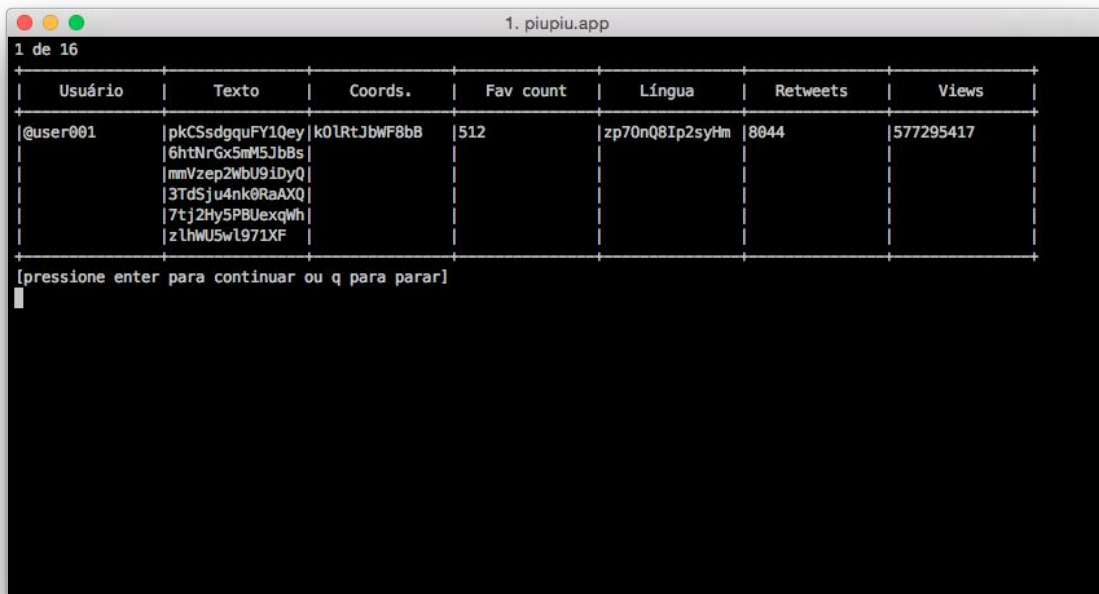 1. piupiu.app
1 de 16
| Usuário | Texto | Coords. | Fav count | Língua | Retweets | Views |
|@user001 |pkCSsdgquFY1Qey|kOlRtJbWF8bB |512 |zp7OnQ8Ip2syHm |8044 |577295417 |
| |6htNrGx5mM5JbBs| | | | | |
| |mmVzep2WbU9iDyQ| | | | | |
| |3TdSju4nk0RaAXQ| | | | | |
| |7tj2Hy5PBUexqWh| | | | | |
| |zlhWU5wl971XF | | | | | |
[pressione enter para continuar ou q para parar]